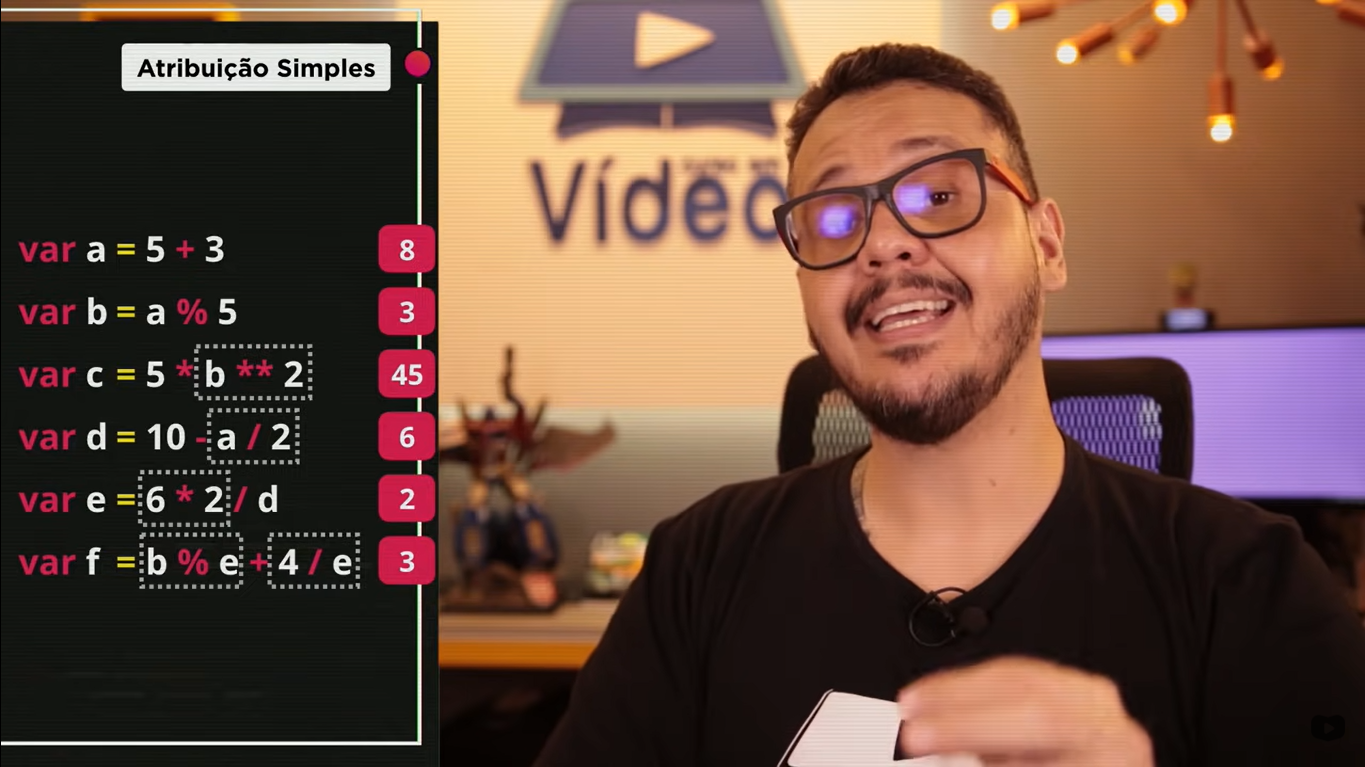 Atribuição Simples
var a = 5 + 3 8
var b = a % 5 3
var c = 5 * b ** 2 45
var d = 10 - a / 2 6
var e = 6 * 2 / d 2
var f = b % e + 4 / e 3
Vídeo